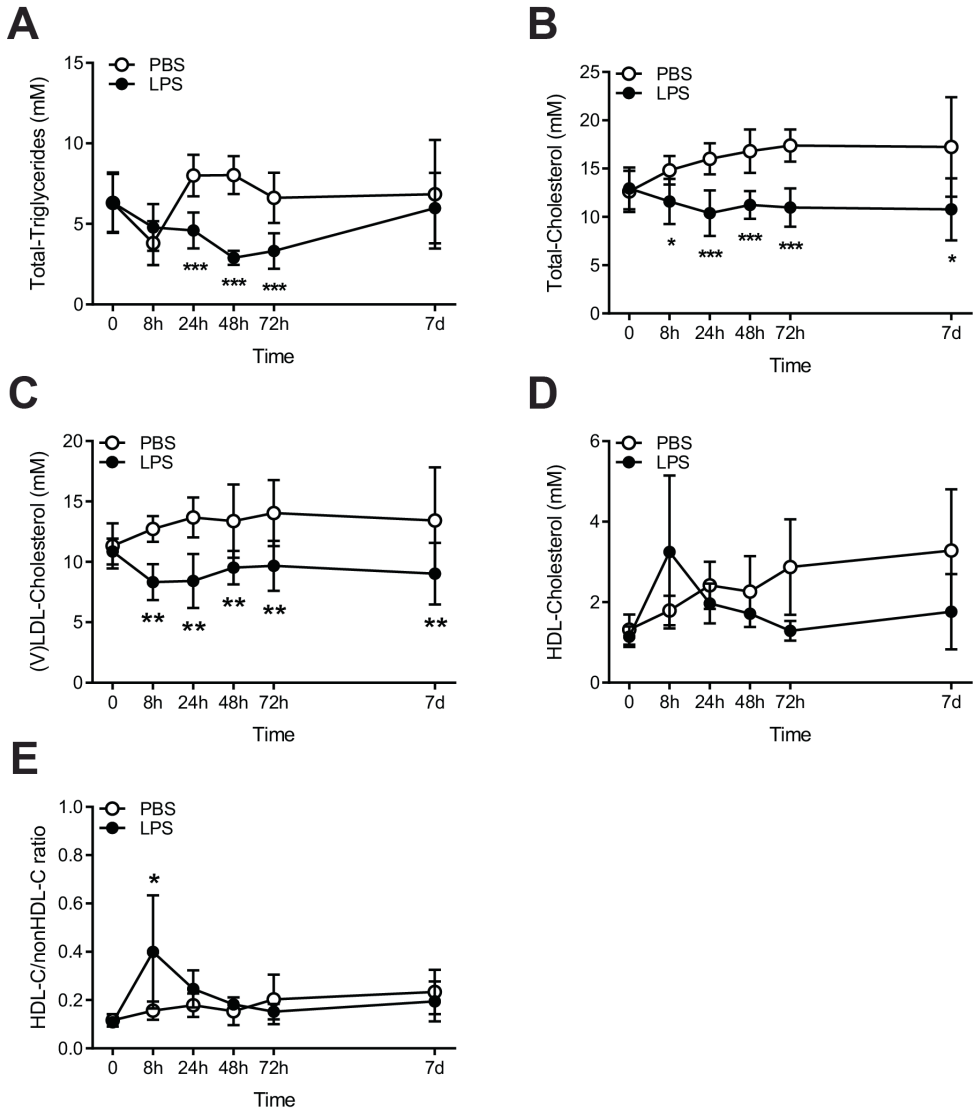 A
PBS
LPS
Total-Triglycerides (mM)
15
10
5
0
***
***
***
0 8h 24h 48h 72h 7d
Time
B
PBS
LPS
Total-Cholesterol (mM)
25
20
15
10
5
0
*
***
***
***
*
0 8h 24h 48h 72h 7d
Time
C
PBS
LPS
(V)LDL-Cholesterol (mM)
20
15
10
5
0
**
**
**
**
**
0 8h 24h 48h 72h 7d
Time
D
PBS
LPS
HDL-Cholesterol (mM)
6
4
2
0
0 8h 24h 48h 72h 7d
Time
E
PBS
LPS
HDL-C/nonHDL-C ratio
1.0
0.8
0.6
0.4
0.2
0.0
*
0 8h 24h 48h 72h 7d
Time